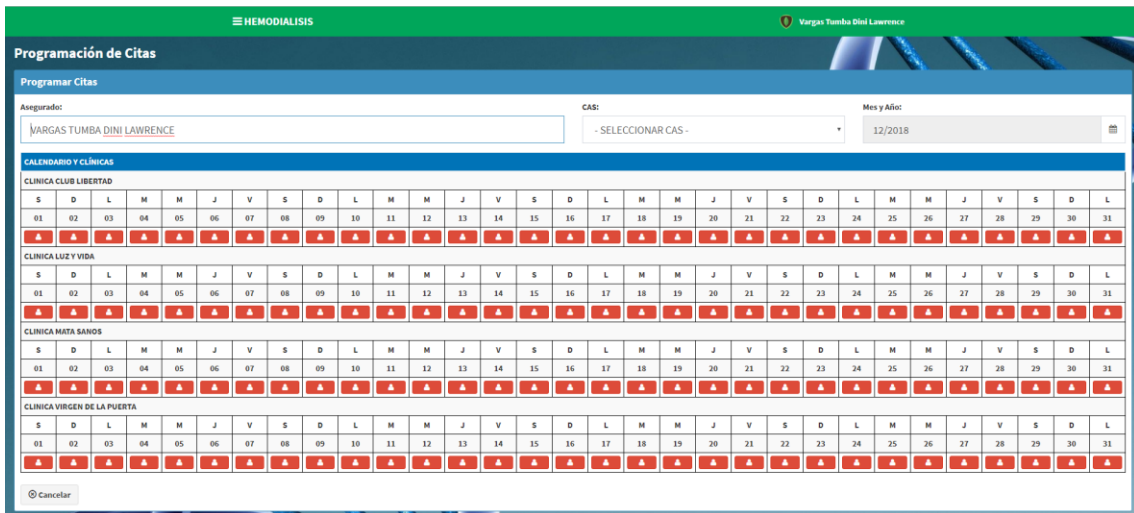 HEMODIALISIS Vargas Tumba Dini Lawrence
Programación de Citas
Programar Citas
Asegurado: CAS: Mes y Año:
VARGAS TUMBA DINI LAWRENCE - SELECCIONAR CAS - 12/2018
CALENDARIO Y CLÍNICAS
CLINICA CLUB LIBERTAD
S D L M M J V S D L M M J V S D L M M J V S D L M M J V S D L
01 02 03 04 05 06 07 08 09 10 11 12 13 14 15 16 17 18 19 20 21 22 23 24 25 26 27 28 29 30 31
CLINICA LUZ Y VIDA
S D L M M J V S D L M M J V S D L M M J V S D L M M J V S D L
01 02 03 04 05 06 07 08 09 10 11 12 13 14 15 16 17 18 19 20 21 22 23 24 25 26 27 28 29 30 31
CLINICA MATA SANOS
S D L M M J V S D L M M J V S D L M M J V S D L M M J V S D L
01 02 03 04 05 06 07 08 09 10 11 12 13 14 15 16 17 18 19 20 21 22 23 24 25 26 27 28 29 30 31
CLINICA VIRGEN DE LA PUERTA
S D L M M J V S D L M M J V S D L M M J V S D L M M J V S D L
01 02 03 04 05 06 07 08 09 10 11 12 13 14 15 16 17 18 19 20 21 22 23 24 25 26 27 28 29 30 31
Cancelar